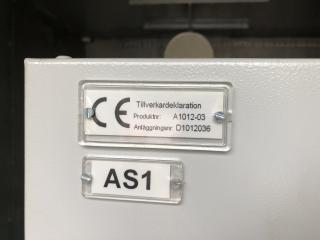 CE Tillverkardeklaration
Produktnr: A1012-03
Anläggningsnr: D1012036
AS1